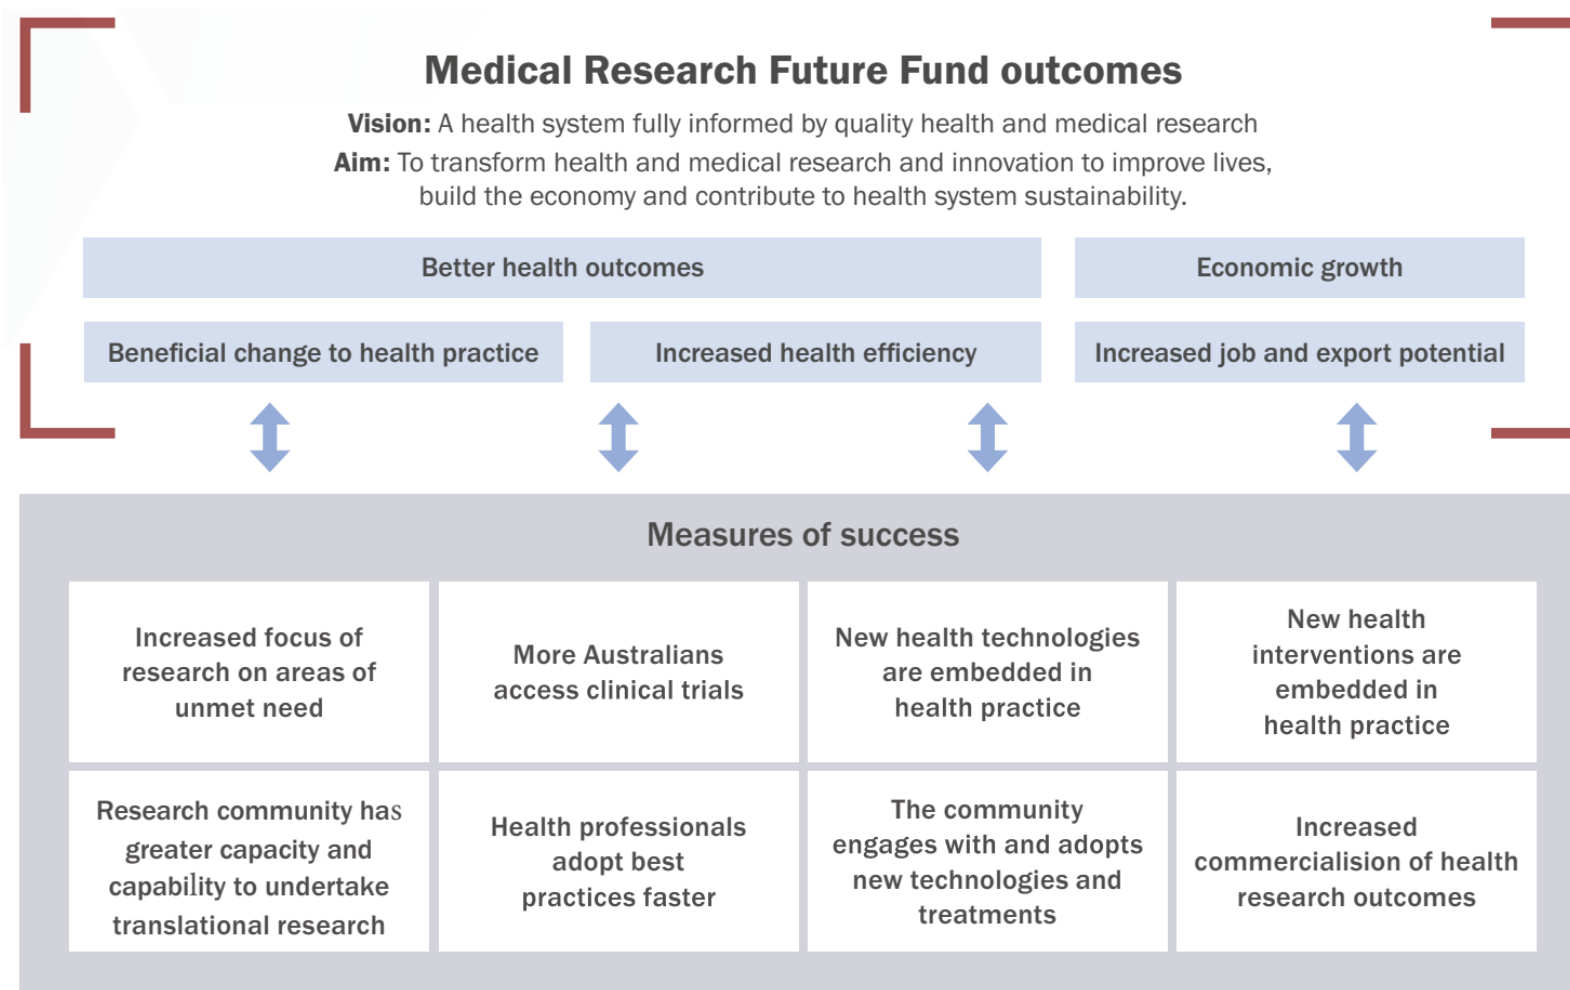 Medical Research Future Fund outcomes
Vision: A health system fully informed by quality health and medical research
Aim: To transform health and medical research and innovation to improve lives,
build the economy and contribute to health system sustainability.
Better health outcomes
Economic growth
Beneficial change to health practice
Increased health efficiency
Increased job and export potential
Measures of success
Increased focus of
research on areas of
unmet need
More Australians
access clinical trials
New health technologies
are embedded in
health practice
New health
interventions are
embedded in
health practice
Research community has
greater capacity and
capability to undertake
translational research
Health professionals
adopt best
practices faster
The community
engages with and adopts
new technologies and
treatments
Increased
commercialision of health
research outcomes